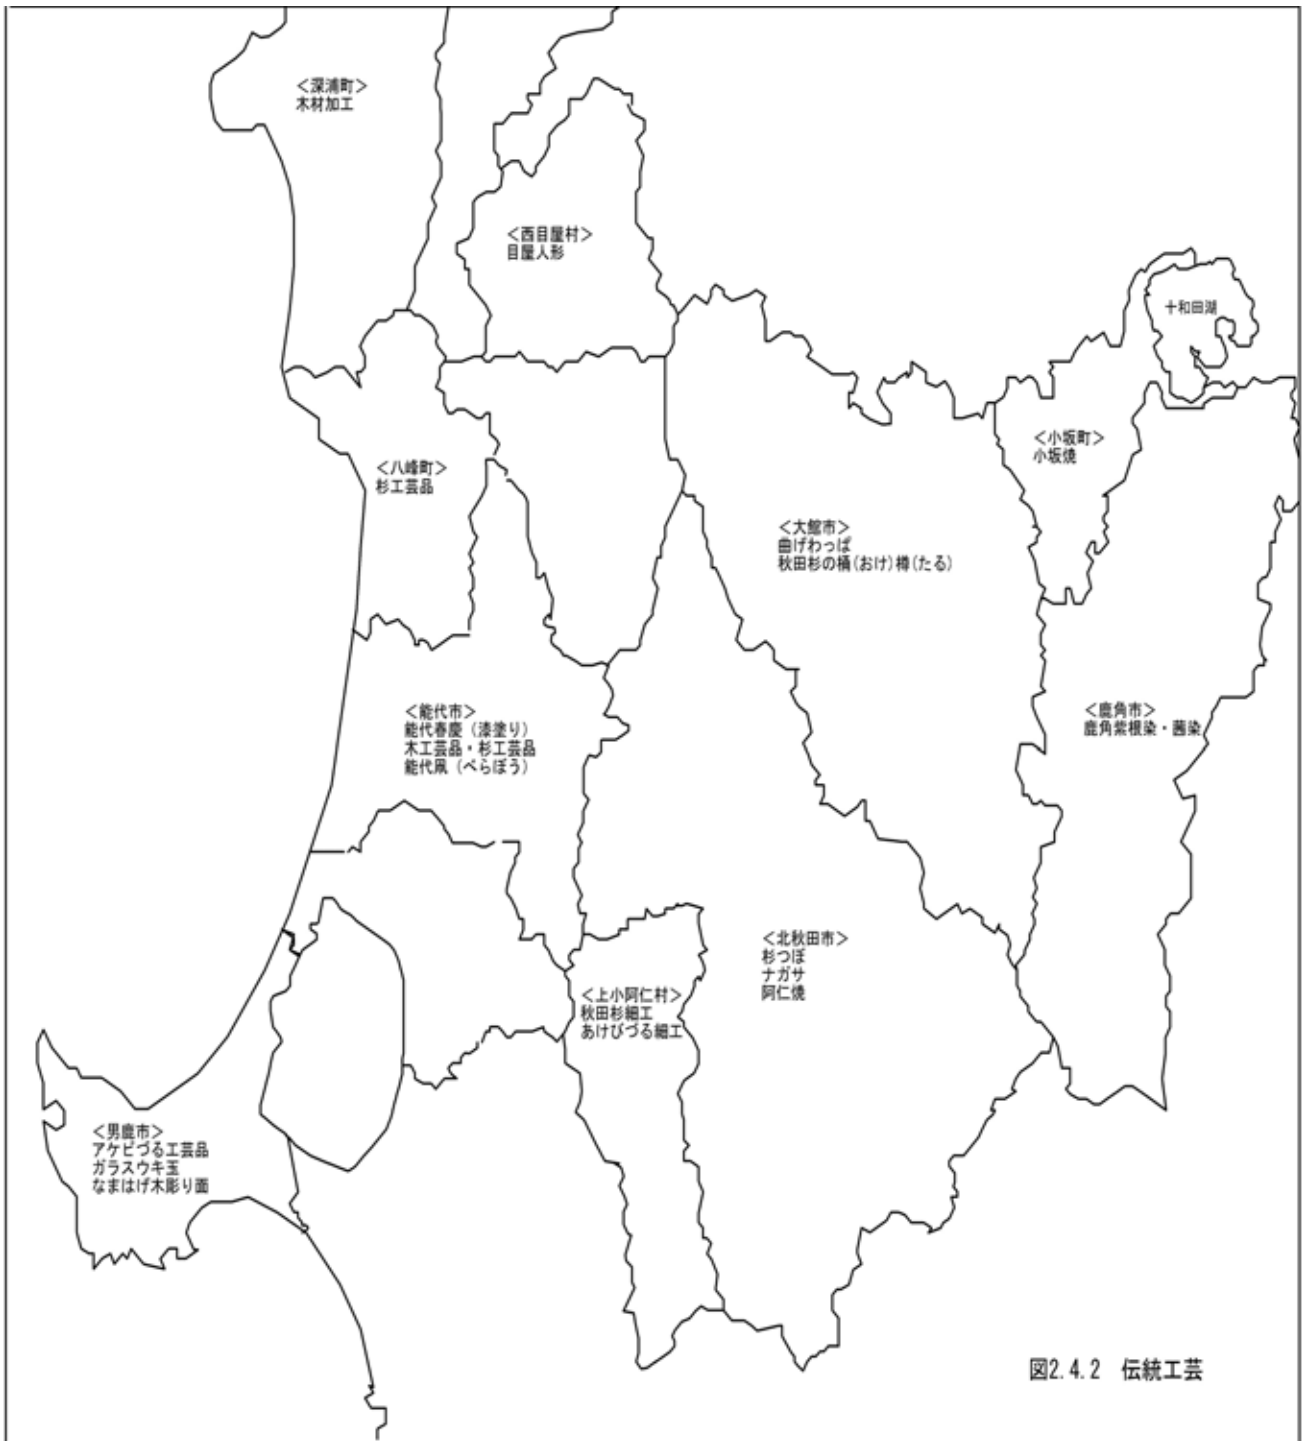 ＜深浦町＞
木材加工
＜西目屋村＞
目屋人形
十和田湖
＜小坂町＞
小坂焼
＜八峰町＞
杉工芸品
＜大館市＞
曲げわっぱ
秋田杉の桶(おけ)樽(たる)
＜能代市＞
能代春慶（漆塗り）
木工芸品・杉工芸品
能代凧（べらぼう）
＜鹿角市＞
鹿角紫根染・茜染
＜北秋田市＞
杉つぼ
ナガサ
阿仁焼
＜上小阿仁村＞
秋田杉細工
あけびづる細工
＜男鹿市＞
アケビづる工芸品
ガラスウキ玉
なまはげ木彫り面
図2.4.2　伝統工芸